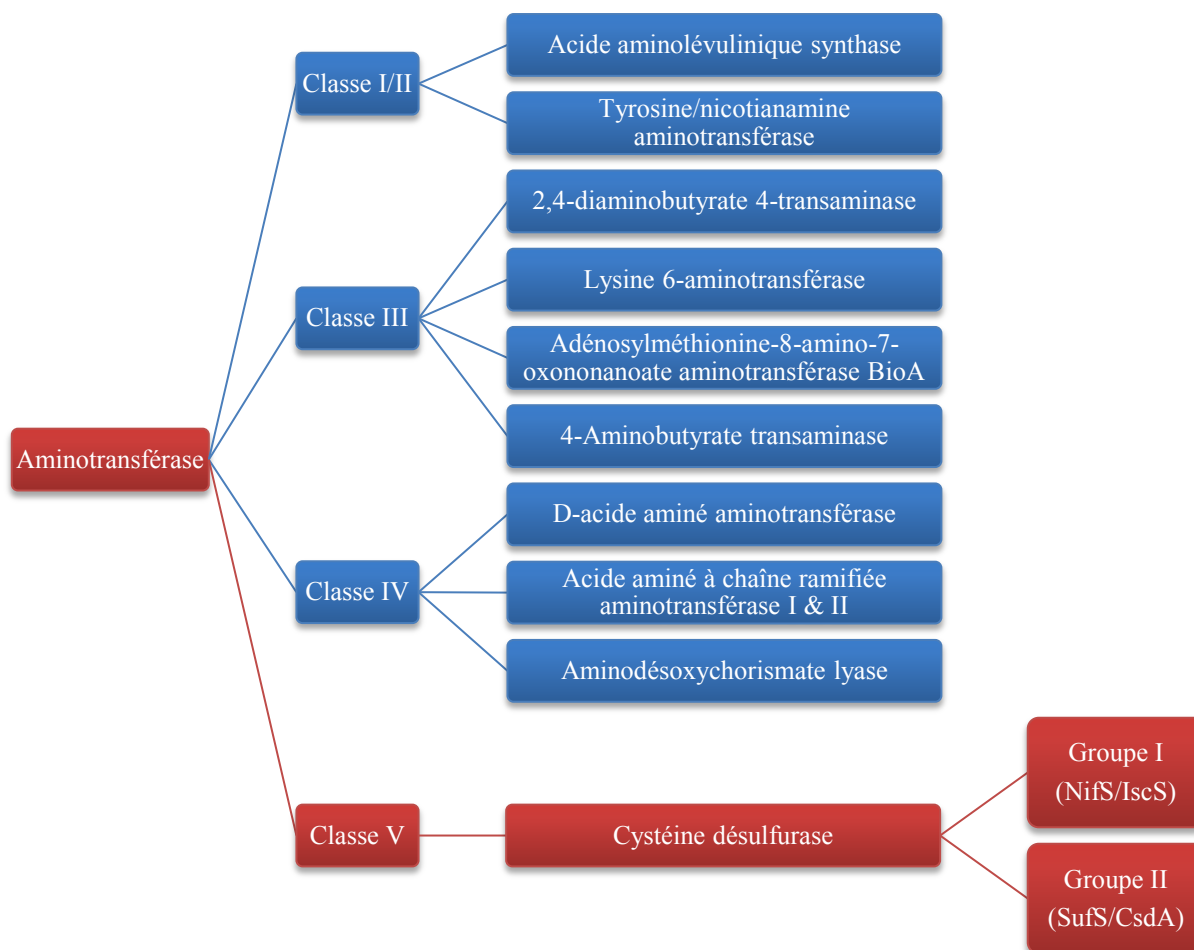 Aminotransférase
Classe I/II
Acide aminolévulinique synthase
Tyrosine/nicotianamine
aminotransférase
Classe III
2,4-diaminobutyrate 4-transaminase
Lysine 6-aminotransférase
Adénosylméthionine-8-amino-7-
oxononanoate aminotransférase BioA
4-Aminobutyrate transaminase
Classe IV
D-acide aminé aminotransférase
Acide aminé à chaîne ramifiée
aminotransférase I & II
Aminodésoxychorismate lyase
Classe V
Cystéine désulfurase
Groupe I
(NifS/IscS)
Groupe II
(SufS/CsdA)